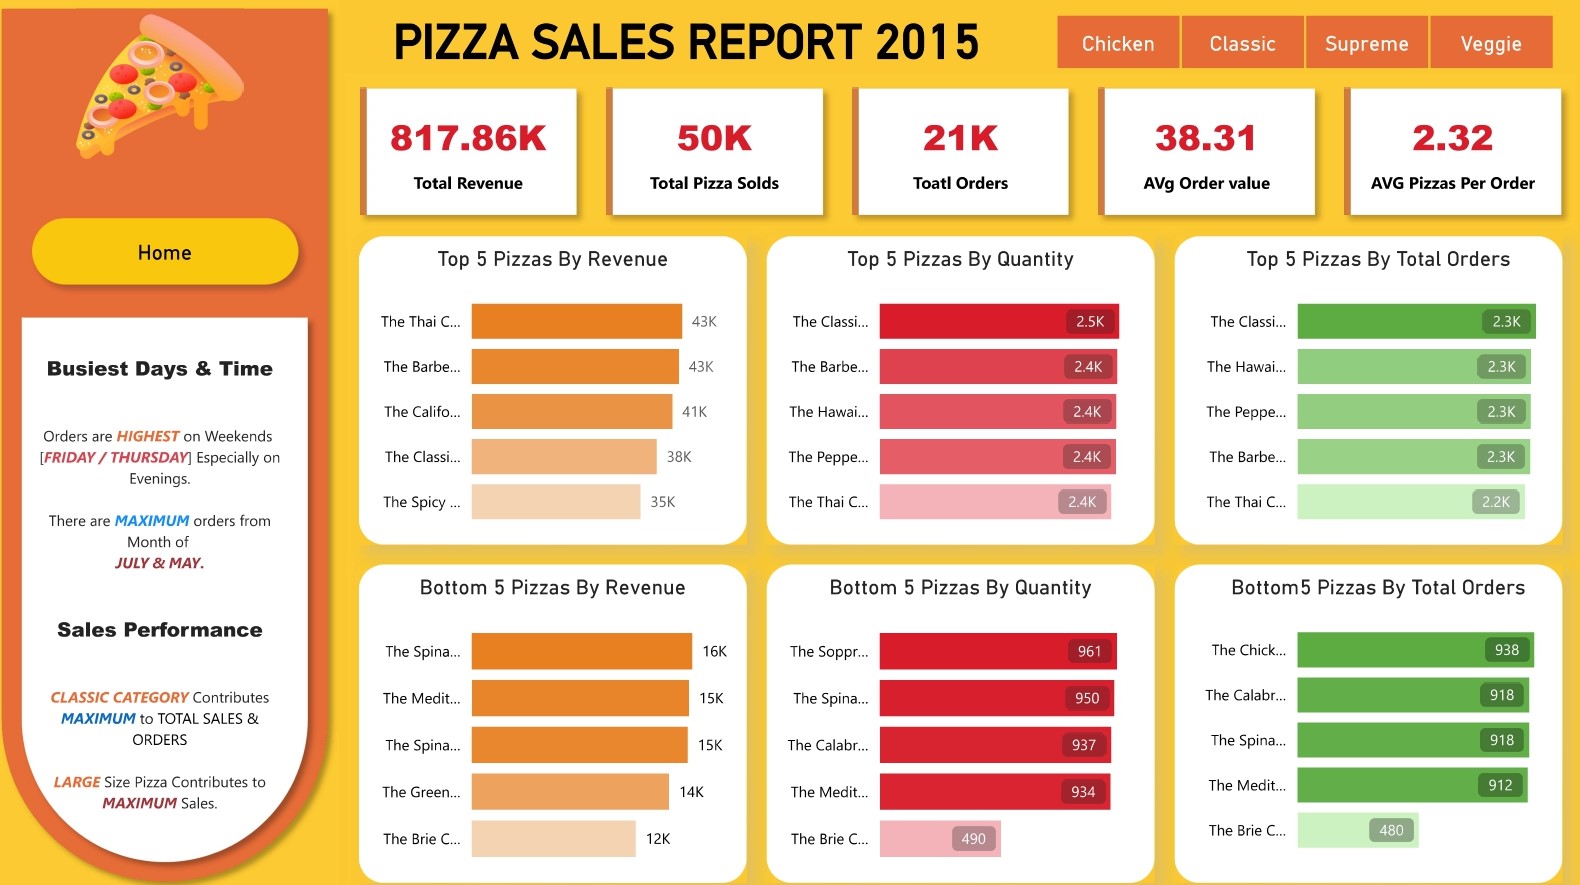 PIZZA SALES REPORT 2015
Chicken
Classic
Supreme
Veggie
817.86K
Total Revenue
50K
Total Pizza Solds
21K
Toatl Orders
38.31
AVg Order value
2.32
AVG Pizzas Per Order
Home
Busiest Days & Time
Orders are HIGHEST on Weekends
[FRIDAY / THURSDAY] Especially on
Evenings.
There are MAXIMUM orders from
Month of
JULY & MAY.
Sales Performance
CLASSIC CATEGORY Contributes
MAXIMUM to TOTAL SALES &
ORDERS
LARGE Size Pizza Contributes to
MAXIMUM Sales.
Top 5 Pizzas By Revenue
The Thai C... 43K
The Barbe... 43K
The Califo... 41K
The Classi... 38K
The Spicy ... 35K
Top 5 Pizzas By Quantity
The Classi... 2.5K
The Barbe... 2.4K
The Hawai... 2.4K
The Peppe... 2.4K
The Thai C... 2.4K
Top 5 Pizzas By Total Orders
The Classi... 2.3K
The Hawai... 2.3K
The Peppe... 2.3K
The Barbe... 2.3K
The Thai C... 2.2K
Bottom 5 Pizzas By Revenue
The Spina... 16K
The Medit... 15K
The Spina... 15K
The Green... 14K
The Brie C... 12K
Bottom 5 Pizzas By Quantity
The Soppr... 961
The Spina... 950
The Calabr... 937
The Medit... 934
The Brie C... 490
Bottom5 Pizzas By Total Orders
The Chick... 938
The Calabr... 918
The Spina... 918
The Medit... 912
The Brie C... 480